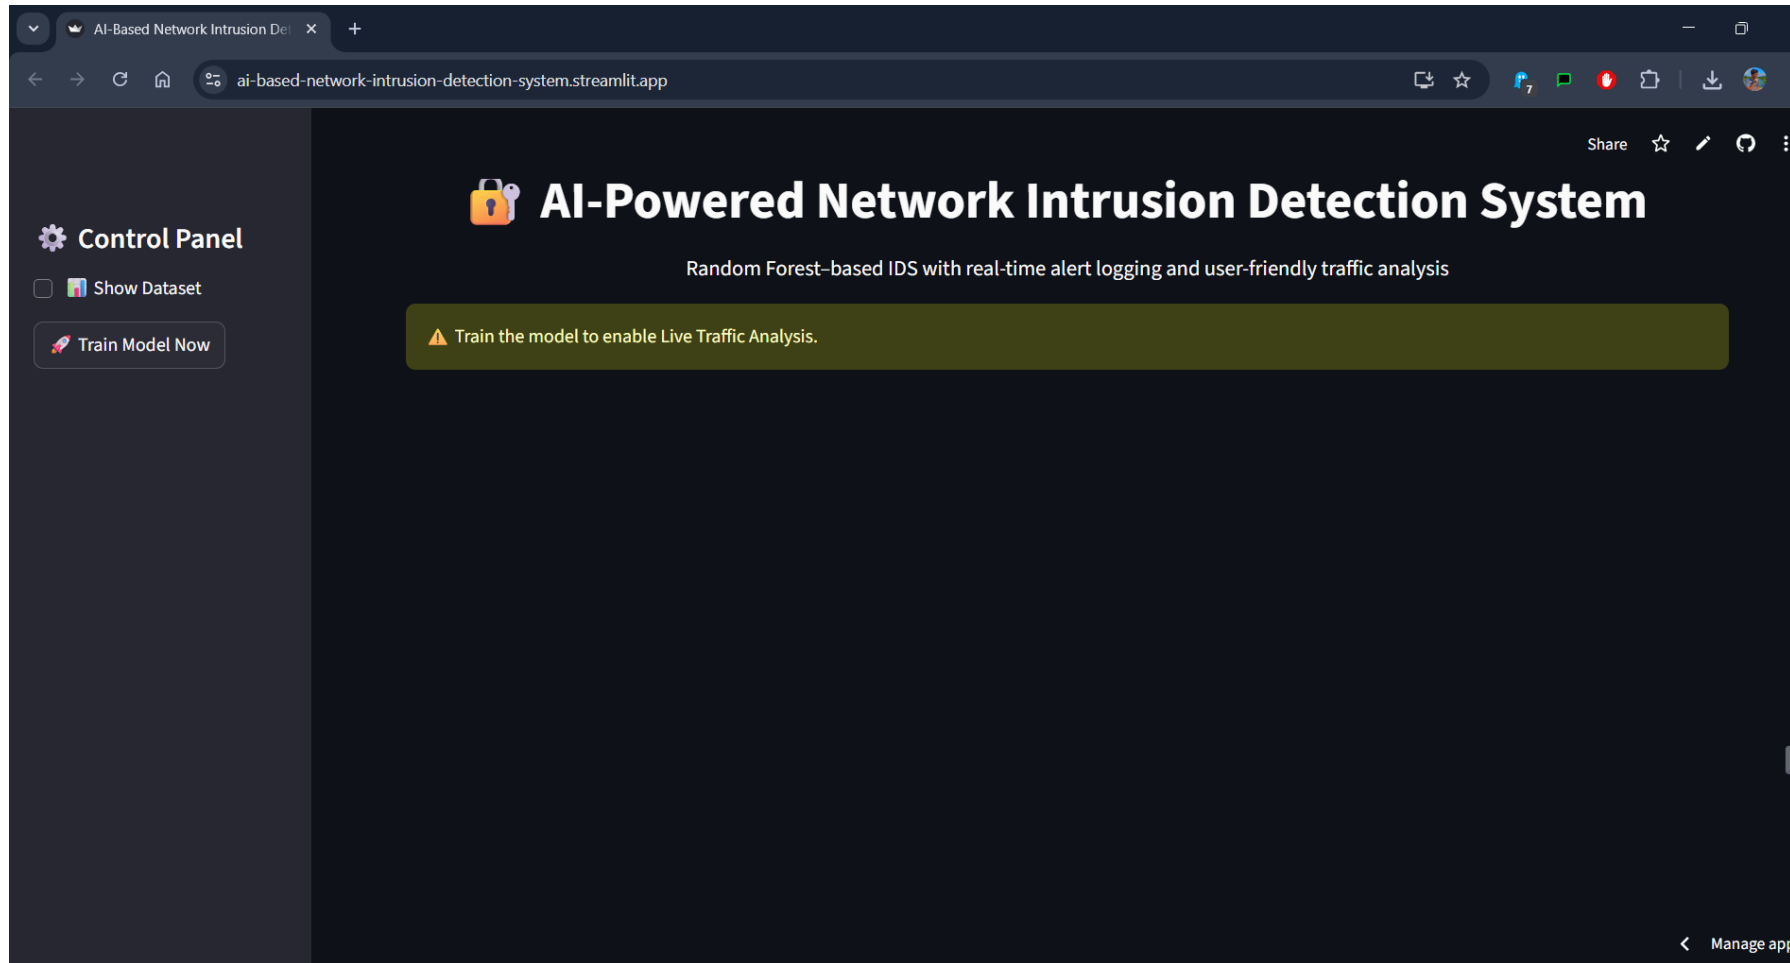 AI-Based Network Intrusion Det
ai-based-network-intrusion-detection-system.streamlit.app
7
Share
AI-Powered Network Intrusion Detection System
Random Forest–based IDS with real-time alert logging and user-friendly traffic analysis
Control Panel
Show Dataset
Train Model Now
Train the model to enable Live Traffic Analysis.
Manage app